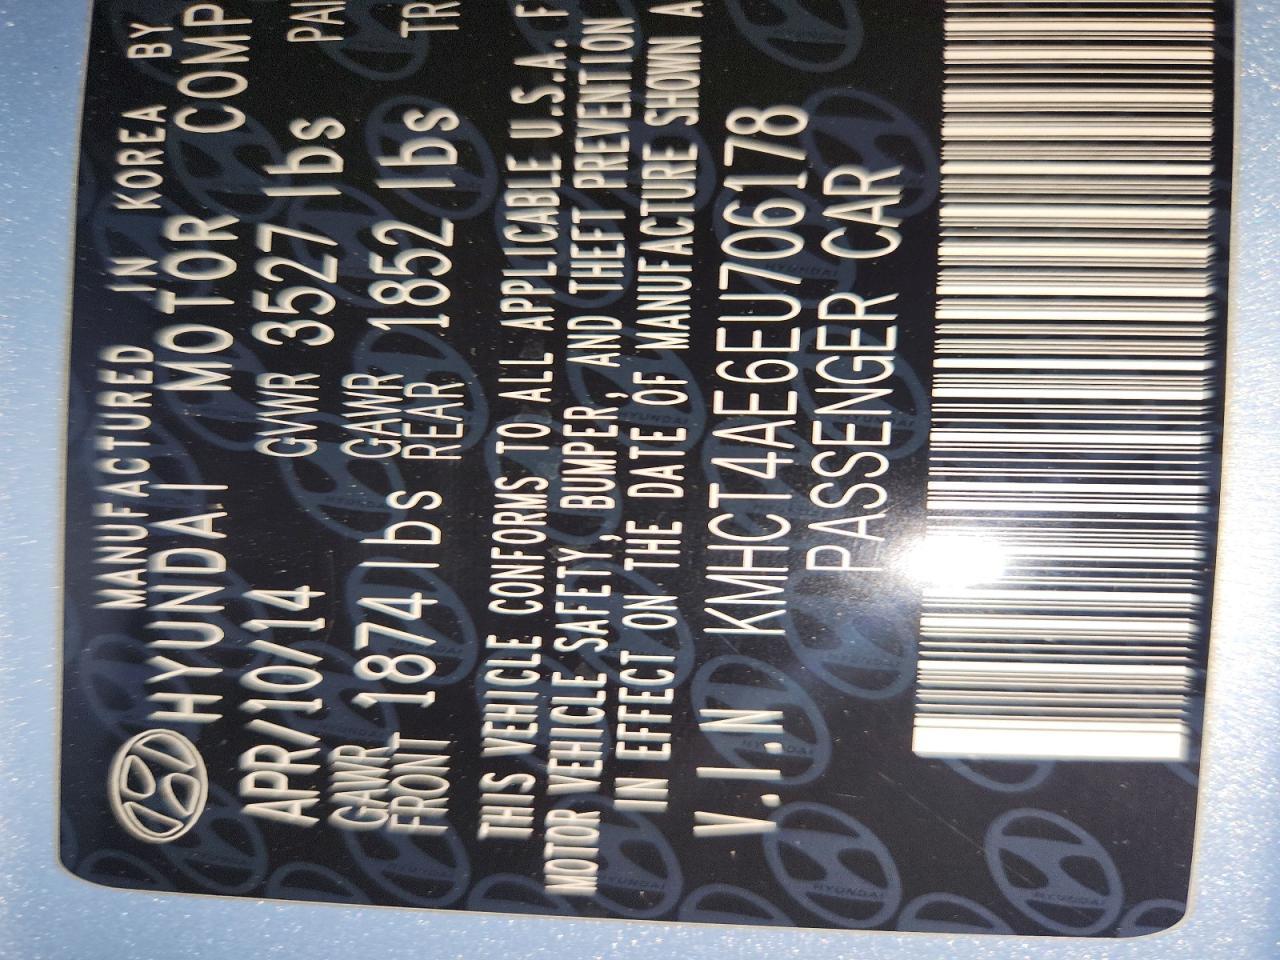 MANUFACTURED IN KOREA BY
HYUNDAI MOTOR COMP
APR/10/14 GVWR 3527 lbs PAI
GAWR FRONT 1874 lbs GAWR REAR 1852 lbs TR
THIS VEHICLE CONFORMS TO ALL APPLICABLE U.S.A. F
MOTOR VEHICLE SAFETY, BUMPER, AND THEFT PREVENTION
IN EFFECT ON THE DATE OF MANUFACTURE SHOWN A
V.I.N KMHCT4AE6EU706178
PASSENGER CAR